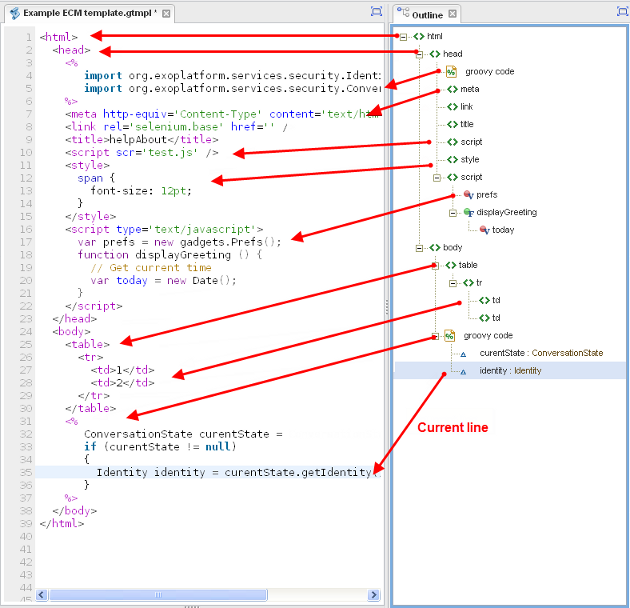 Example ECM template.gtmpl *
1 <html>
2 <head>
3 <%
4 import org.exoplatform.services.security.Identi
5 import org.exoplatform.services.security.Conver
6 %>
7 <meta http-equiv='Content-Type' content='text/htm
8 <link rel='selenium.base' href='' /
9 <title>helpAbout</title>
10 <script scr='test.js' />
11 <style>
12 span {
13 font-size: 12pt;
14 }
15 </style>
16 <script type='text/javascript'>
17 var prefs = new gadgets.Prefs();
18 function displayGreeting () {
19 // Get current time
20 var today = new Date();
21 }
22 </script>
23 </head>
24 <body>
25 <table>
26 <tr>
27 <td>1</td>
28 <td>2</td>
29 </tr>
30 </table>
31 <%
32 ConversationState curentState =
33 if (curentState != null)
34 {
35 Identity identity = curentState.getIdentity(
36 }
37 %>
38 </body>
39 </html>
40
41
42
43
44
45
Outline
html
head
groovy code
meta
link
title
script
style
script
prefs
displayGreeting
today
body
table
tr
td
td
groovy code
curentState : ConversationState
identity : Identity
Current line